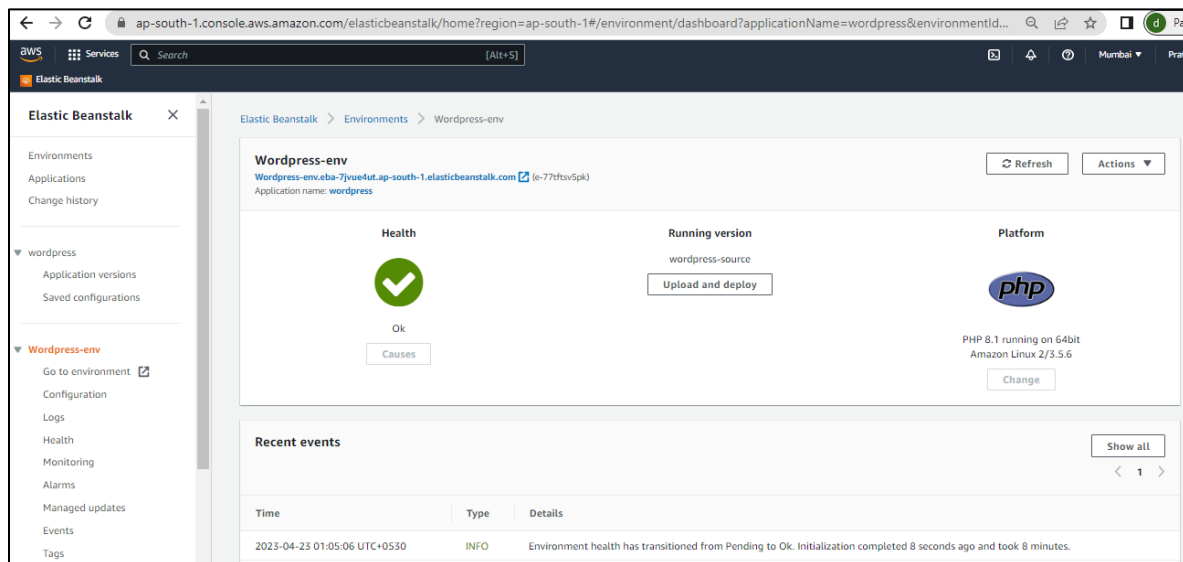 ap-south-1.console.aws.amazon.com/elasticbeanstalk/home?region=ap-south-1#/environment/dashboard?applicationName=wordpress&environmentId... d Pa
aws Services Search [Alt+S] Mumbai ▼ Prat
Elastic Beanstalk
Elastic Beanstalk
Environments
Applications
Change history
wordpress
Application versions
Saved configurations
Wordpress-env
Go to environment
Configuration
Logs
Health
Monitoring
Alarms
Managed updates
Events
Tags
Elastic Beanstalk > Environments > Wordpress-env
Wordpress-env
Wordpress-env.eba-7jvue4ut.ap-south-1.elasticbeanstalk.com (e-77tftsv5pk)
Application name: wordpress
Refresh Actions ▼
Health
Ok
Causes
Running version
wordpress-source
Upload and deploy
Platform
php
PHP 8.1 running on 64bit
Amazon Linux 2/3.5.6
Change
Recent events
Show all
< 1 >
Time Type Details
2023-04-23 01:05:06 UTC+0530 INFO Environment health has transitioned from Pending to Ok. Initialization completed 8 seconds ago and took 8 minutes.